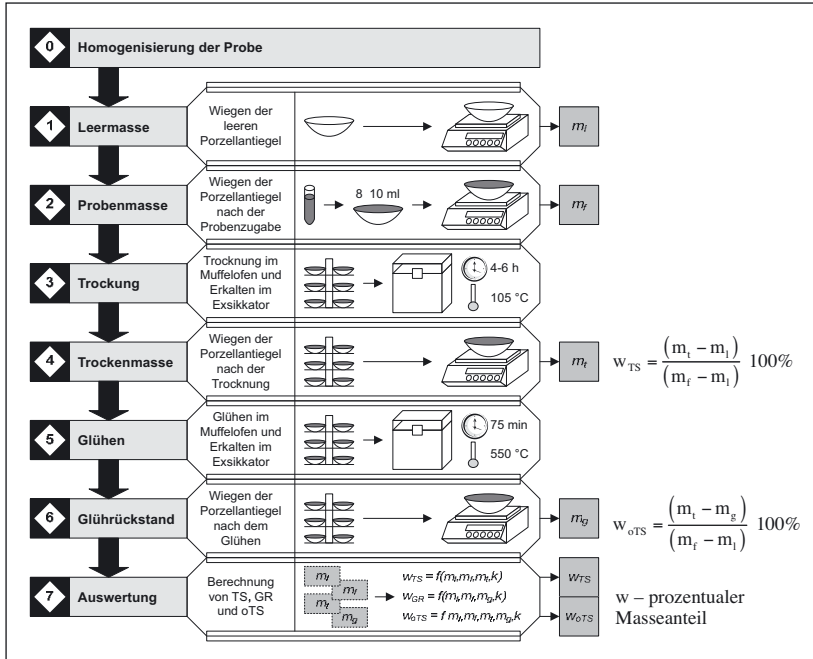 0 Homogenisierung der Probe
1 Leermasse
Wiegen der
leeren
Porzellantiegel
m_l
2 Probenmasse
Wiegen der
Porzellantiegel
nach der
Probenzugabe
8 10 ml
m_f
3 Trockung
Trocknung im
Muffelofen und
Erkalten im
Exsikkator
4-6 h
105 °C
4 Trockenmasse
Wiegen der
Porzellantiegel
nach der
Trocknung
m_t
w_TS = (m_t − m_l) / (m_f − m_l) 100%
5 Glühen
Glühen im
Muffelofen und
Erkalten im
Exsikkator
75 min
550 °C
6 Glührückstand
Wiegen der
Porzellantiegel
nach dem
Glühen
m_g
w_oTS = (m_t − m_g) / (m_f − m_l) 100%
7 Auswertung
Berechnung
von TS, GR
und oTS
m_l
m_f
m_t
m_g
w_TS = f(m_l,m_f,m_t,k)
w_GR = f(m_l,m_f,m_g,k)
w_oTS = f m_l,m_f,m_t,m_g,k
w_TS
w_oTS
w – prozentualer
Masseanteil